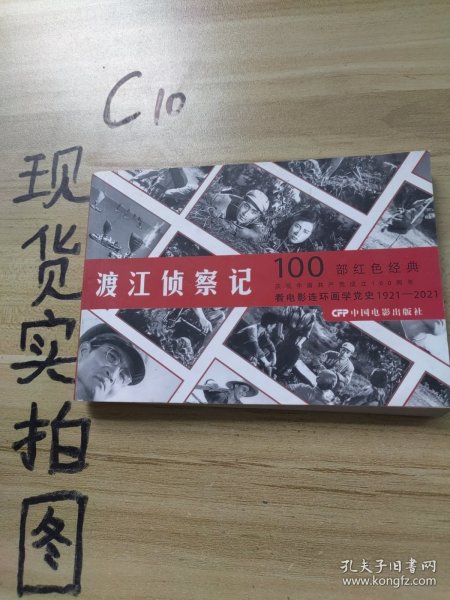 C10
现货实拍图
渡江侦察记
100部红色经典
庆祝中国共产党成立100周年
看电影连环画学党史1921—2021
CFP中国电影出版社
孔夫子旧书网
www.kongfz.com